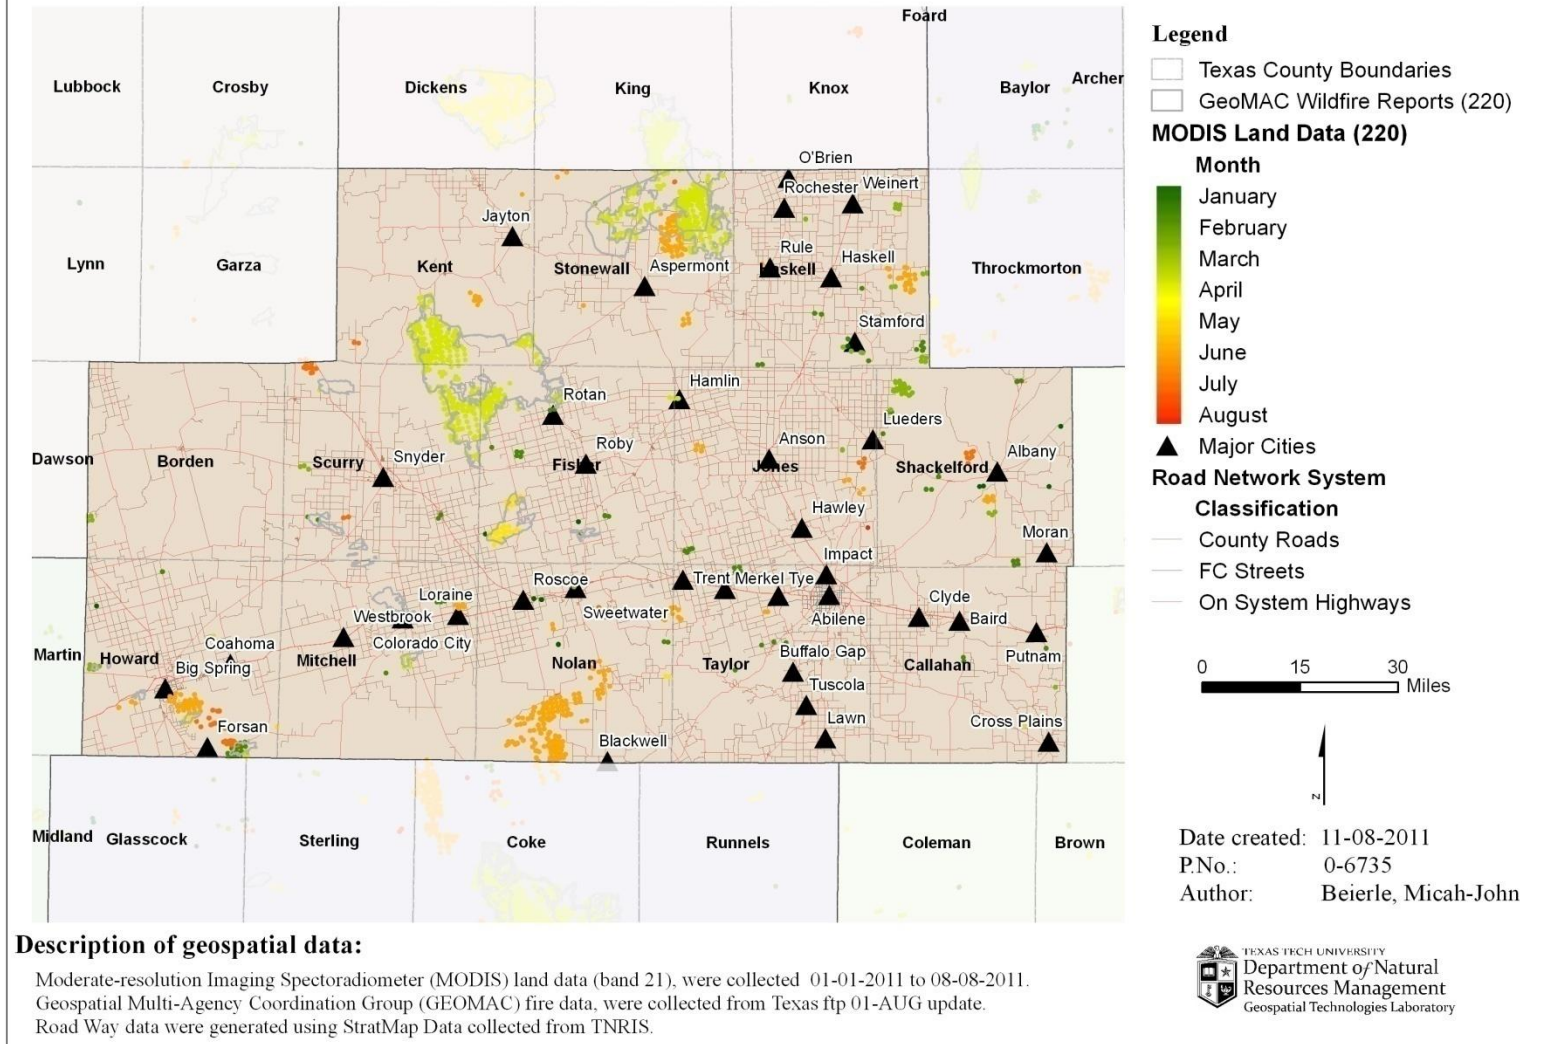 Foard
Lubbock
Crosby
Dickens
King
Knox
Baylor
Archer
O'Brien
Rochester
Weinert
Jayton
Lynn
Garza
Kent
Stonewall
Aspermont
Rule
Haskell
Haskell
Throckmorton
Stamford
Hamlin
Rotan
Lueders
Dawson
Borden
Scurry
Snyder
Fisher
Roby
Anson
Jones
Shackelford
Albany
Hawley
Moran
Impact
Roscoe
Trent Merkel Tye
Loraine
Westbrook
Sweetwater
Abilene
Clyde
Baird
Colorado City
Coahoma
Martin
Howard
Big Spring
Mitchell
Nolan
Taylor
Buffalo Gap
Callahan
Putnam
Tuscola
Forsan
Lawn
Cross Plains
Blackwell
Midland
Glasscock
Sterling
Coke
Runnels
Coleman
Brown
Legend
Texas County Boundaries
GeoMAC Wildfire Reports (220)
MODIS Land Data (220)
Month
January
February
March
April
May
June
July
August
Major Cities
Road Network System
Classification
County Roads
FC Streets
On System Highways
0 15 30
Miles
z
Date created: 11-08-2011
P.No.: 0-6735
Author: Beierle, Micah-John
Description of geospatial data:
Moderate-resolution Imaging Spectoradiometer (MODIS) land data (band 21), were collected 01-01-2011 to 08-08-2011.
Geospatial Multi-Agency Coordination Group (GEOMAC) fire data, were collected from Texas ftp 01-AUG update.
Road Way data were generated using StratMap Data collected from TNRIS.
TEXAS TECH UNIVERSITY
Department of Natural
Resources Management
Geospatial Technologies Laboratory